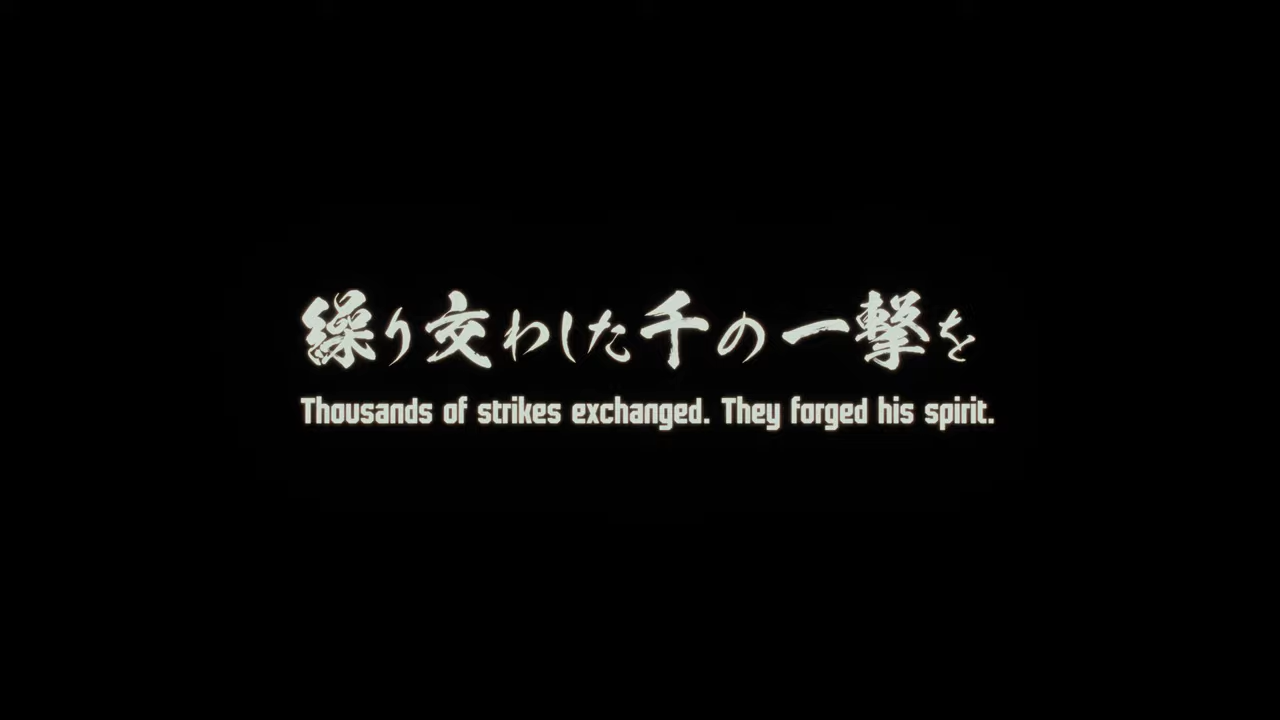 繰り交わした千の一撃を
Thousands of strikes exchanged. They forged his spirit.